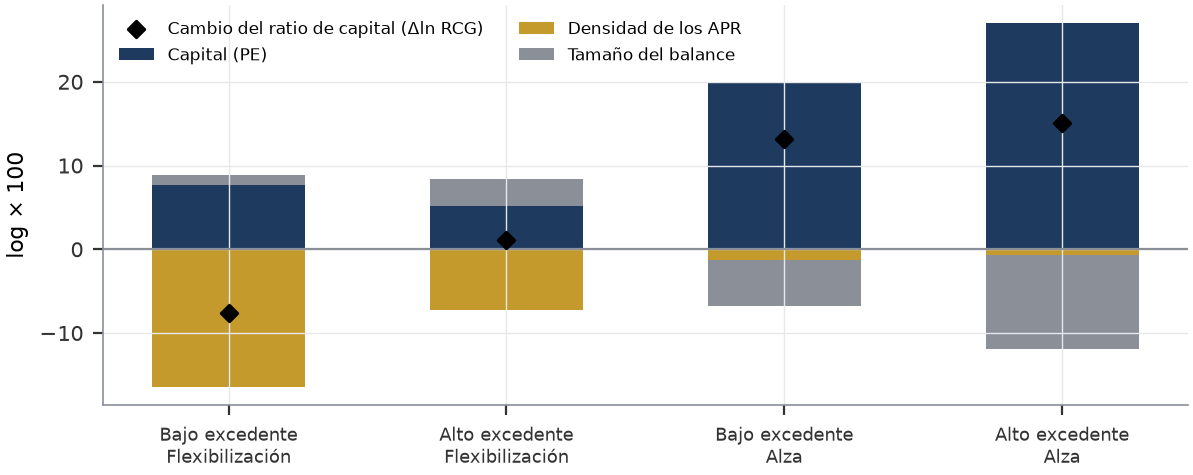 Cambio del ratio de capital (Δln RCG)
Capital (PE)
Densidad de los APR
Tamaño del balance
log × 100
20
10
0
−10
Bajo excedente
Flexibilización
Alto excedente
Flexibilización
Bajo excedente
Alza
Alto excedente
Alza